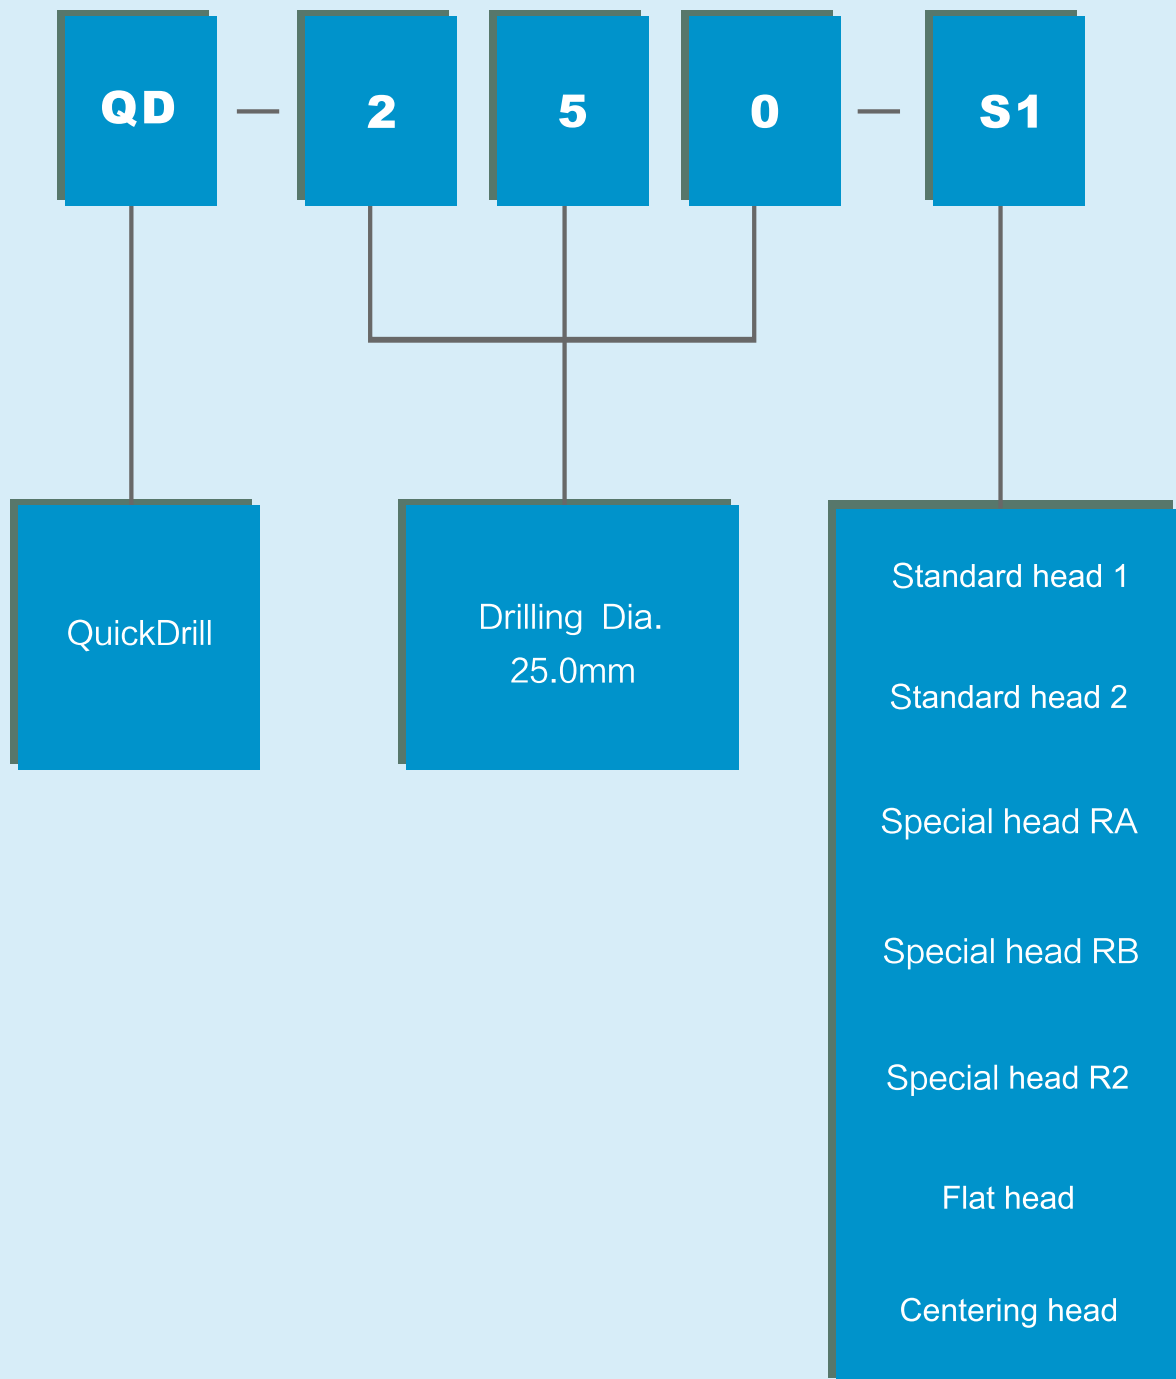 QD — 2 5 0 — S1
QuickDrill
Drilling Dia.
25.0mm
Standard head 1
Standard head 2
Special head RA
Special head RB
Special head R2
Flat head
Centering head